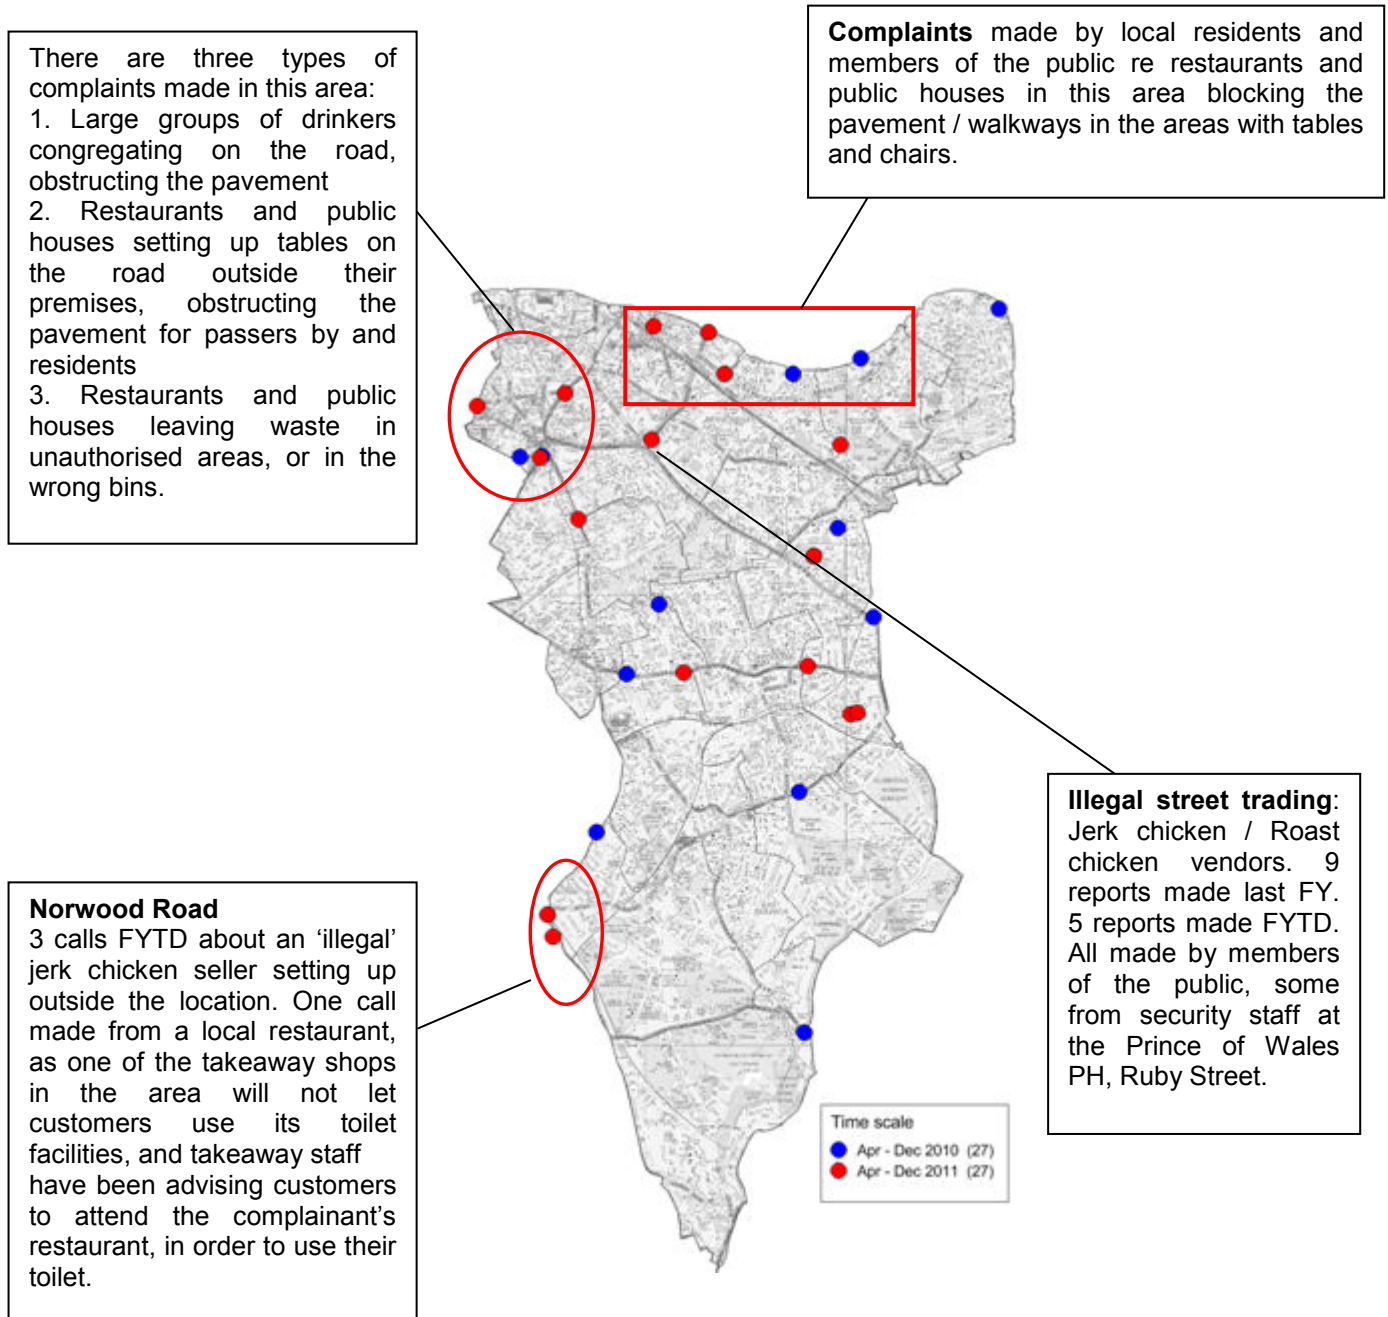 There are three types of
complaints made in this area:
1. Large groups of drinkers
congregating on the road,
obstructing the pavement
2. Restaurants and public
houses setting up tables on
the road outside their
premises, obstructing the
pavement for passers by and
residents
3. Restaurants and public
houses leaving waste in
unauthorised areas, or in the
wrong bins.
Complaints made by local residents and
members of the public re restaurants and
public houses in this area blocking the
pavement / walkways in the areas with tables
and chairs.
Illegal street trading:
Jerk chicken / Roast
chicken vendors. 9
reports made last FY.
5 reports made FYTD.
All made by members
of the public, some
from security staff at
the Prince of Wales
PH, Ruby Street.
Norwood Road
3 calls FYTD about an ‘illegal’
jerk chicken seller setting up
outside the location. One call
made from a local restaurant,
as one of the takeaway shops
in the area will not let
customers use its toilet
facilities, and takeaway staff
have been advising customers
to attend the complainant’s
restaurant, in order to use their
toilet.
Time scale
Apr - Dec 2010 (27)
Apr - Dec 2011 (27)